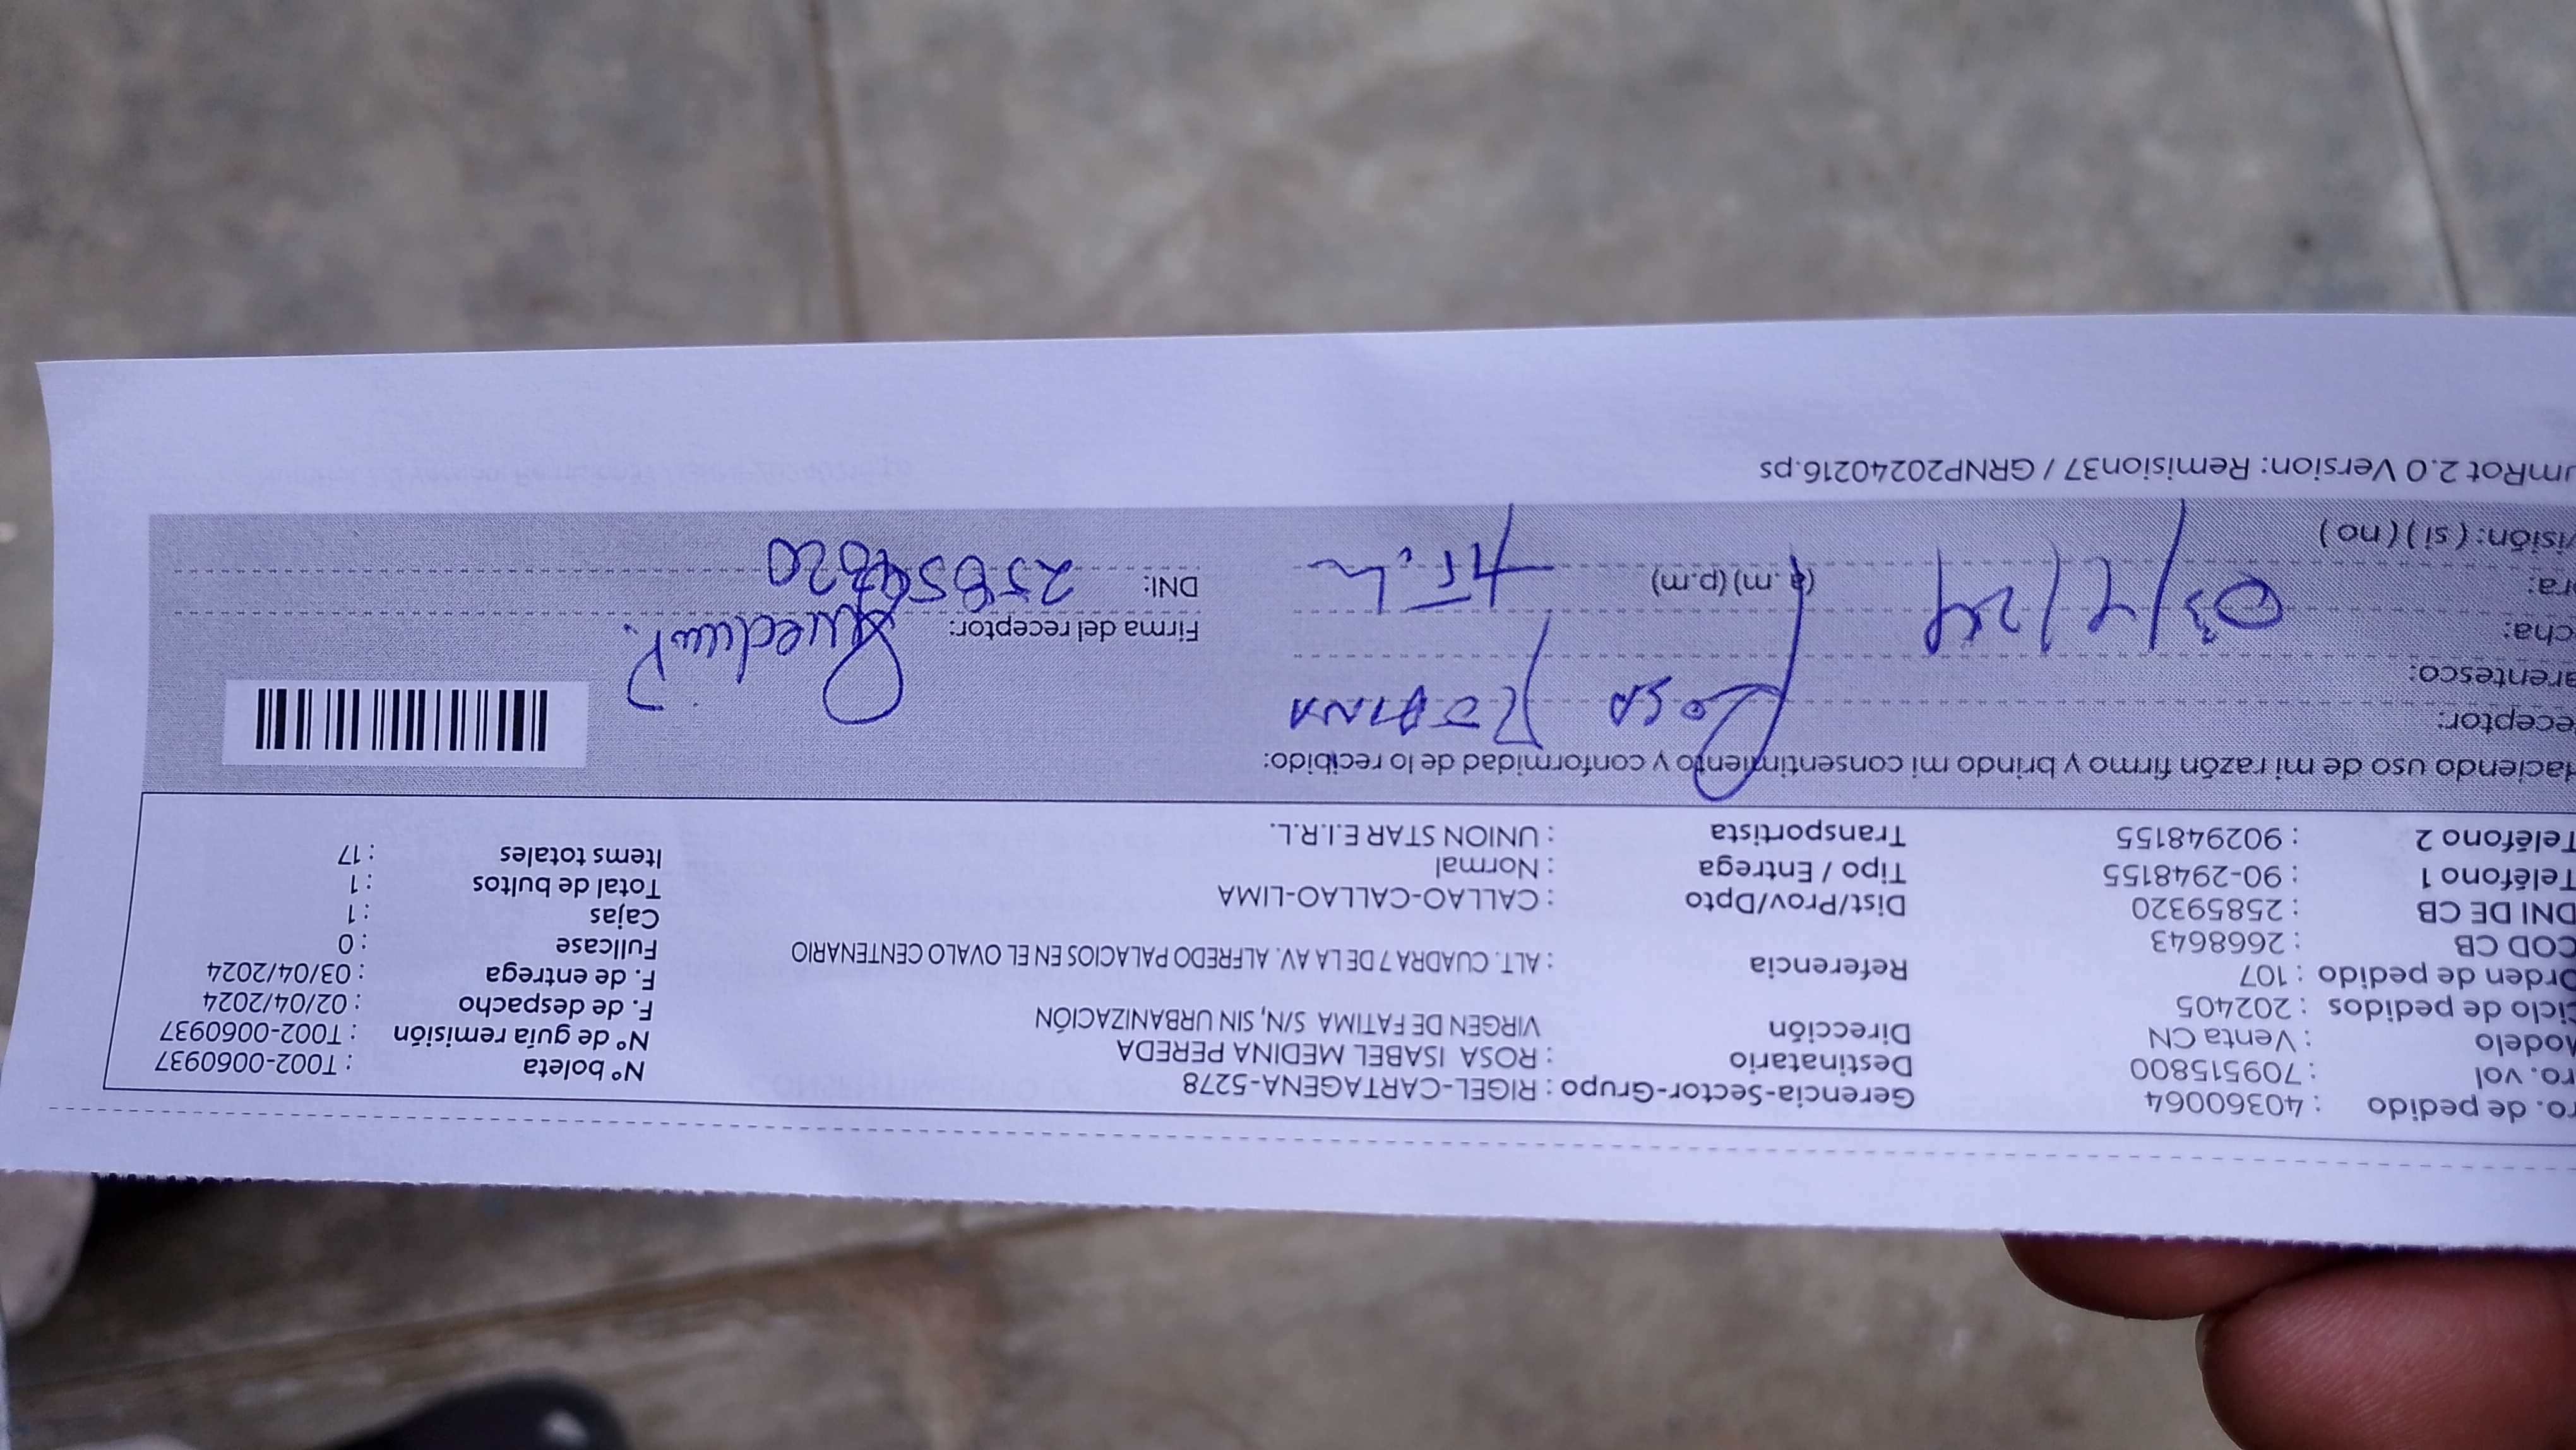 ro. de pedido : 40360064
ro. vol : 709515800
Modelo : Venta CN
Ciclo de pedidos : 202405
Orden de pedido : 107
COD CB : 2668643
DNI DE CB : 25859320
Teléfono 1 : 90-2948155
Teléfono 2 : 902948155
Gerencia-Sector-Grupo : RIGEL-CARTAGENA-5278
Destinatario : ROSA ISABEL MEDINA PEREDA
Dirección VIRGEN DE FATIMA S/N, SIN URBANIZACIÓN
Referencia : ALT. CUADRA 7 DE LA AV. ALFREDO PALACIOS EN EL OVALO CENTENARIO
Dist/Prov/Dpto : CALLAO-CALLAO-LIMA
Tipo / Entrega : Normal
Transportista : UNION STAR E.I.R.L.
N° boleta : T002-0060937
N° de guía remisión : T002-0060937
F. de despacho : 02/04/2024
F. de entrega : 03/04/2024
Fullcase : 0
Cajas : 1
Total de bultos : 1
Items totales : 17
Haciendo uso de mi razón firmo y brindo mi consentimiento y conformidad de lo recibido:
eceptor: Rosa
arentesco:
cha:
ra: (a.m) (p.m)
visión: ( si ) ( no )
Firma del receptor:
DNI:
umRot 2.0 Version: Remision37 / GRNP20240216.ps